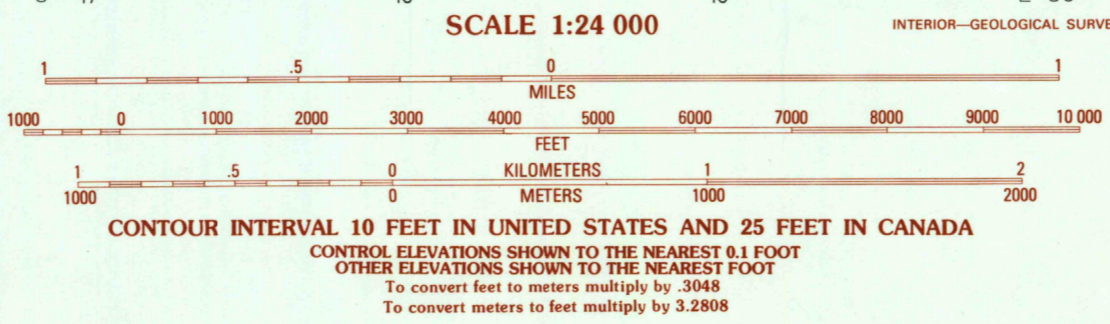 SCALE 1:24 000
INTERIOR—GEOLOGICAL
1 .5 0 1
MILES
1000 0 1000 2000 3000 4000 5000 6000 7000 8000 9000 10 000
FEET
1 .5 0 KILOMETERS 1 2
1000 0 METERS 1000 2000
CONTOUR INTERVAL 10 FEET IN UNITED STATES AND 25 FEET IN CANADA
CONTROL ELEVATIONS SHOWN TO THE NEAREST 0.1 FOOT
OTHER ELEVATIONS SHOWN TO THE NEAREST FOOT
To convert feet to meters multiply by .3048
To convert meters to feet multiply by 3.2808